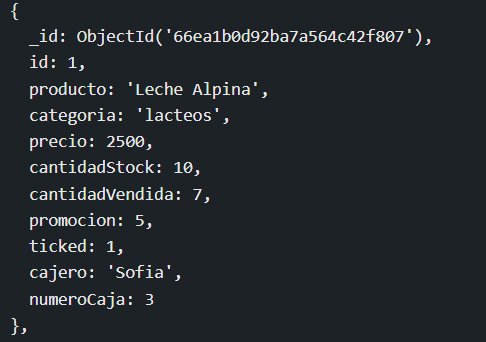 {
_id: ObjectId('66ea1b0d92ba7a564c42f807'),
id: 1,
producto: 'Leche Alpina',
categoria: 'lacteos',
precio: 2500,
cantidadStock: 10,
cantidadVendida: 7,
promocion: 5,
ticked: 1,
cajero: 'Sofia',
numeroCaja: 3
},